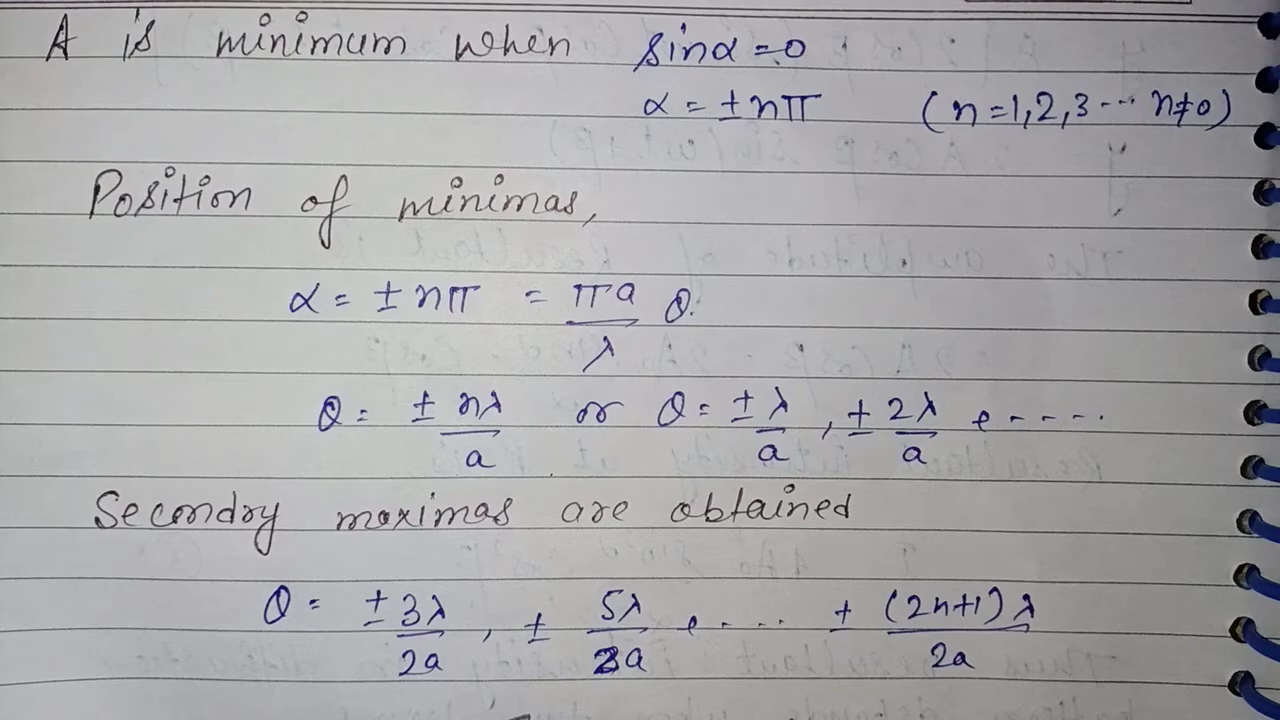 A is minimum when sinα = 0
α = ±nπ (n = 1, 2, 3 --- n≠0)
Position of minimas,
α = ±nπ = πa/λ θ.
θ = ± nλ/a or θ = ± λ/a, ± 2λ/a e - - - - .
Secondry maximas are obtained
θ = ± 3λ/2a, ± 5λ/2a e - - - - + (2n+1)λ/2a